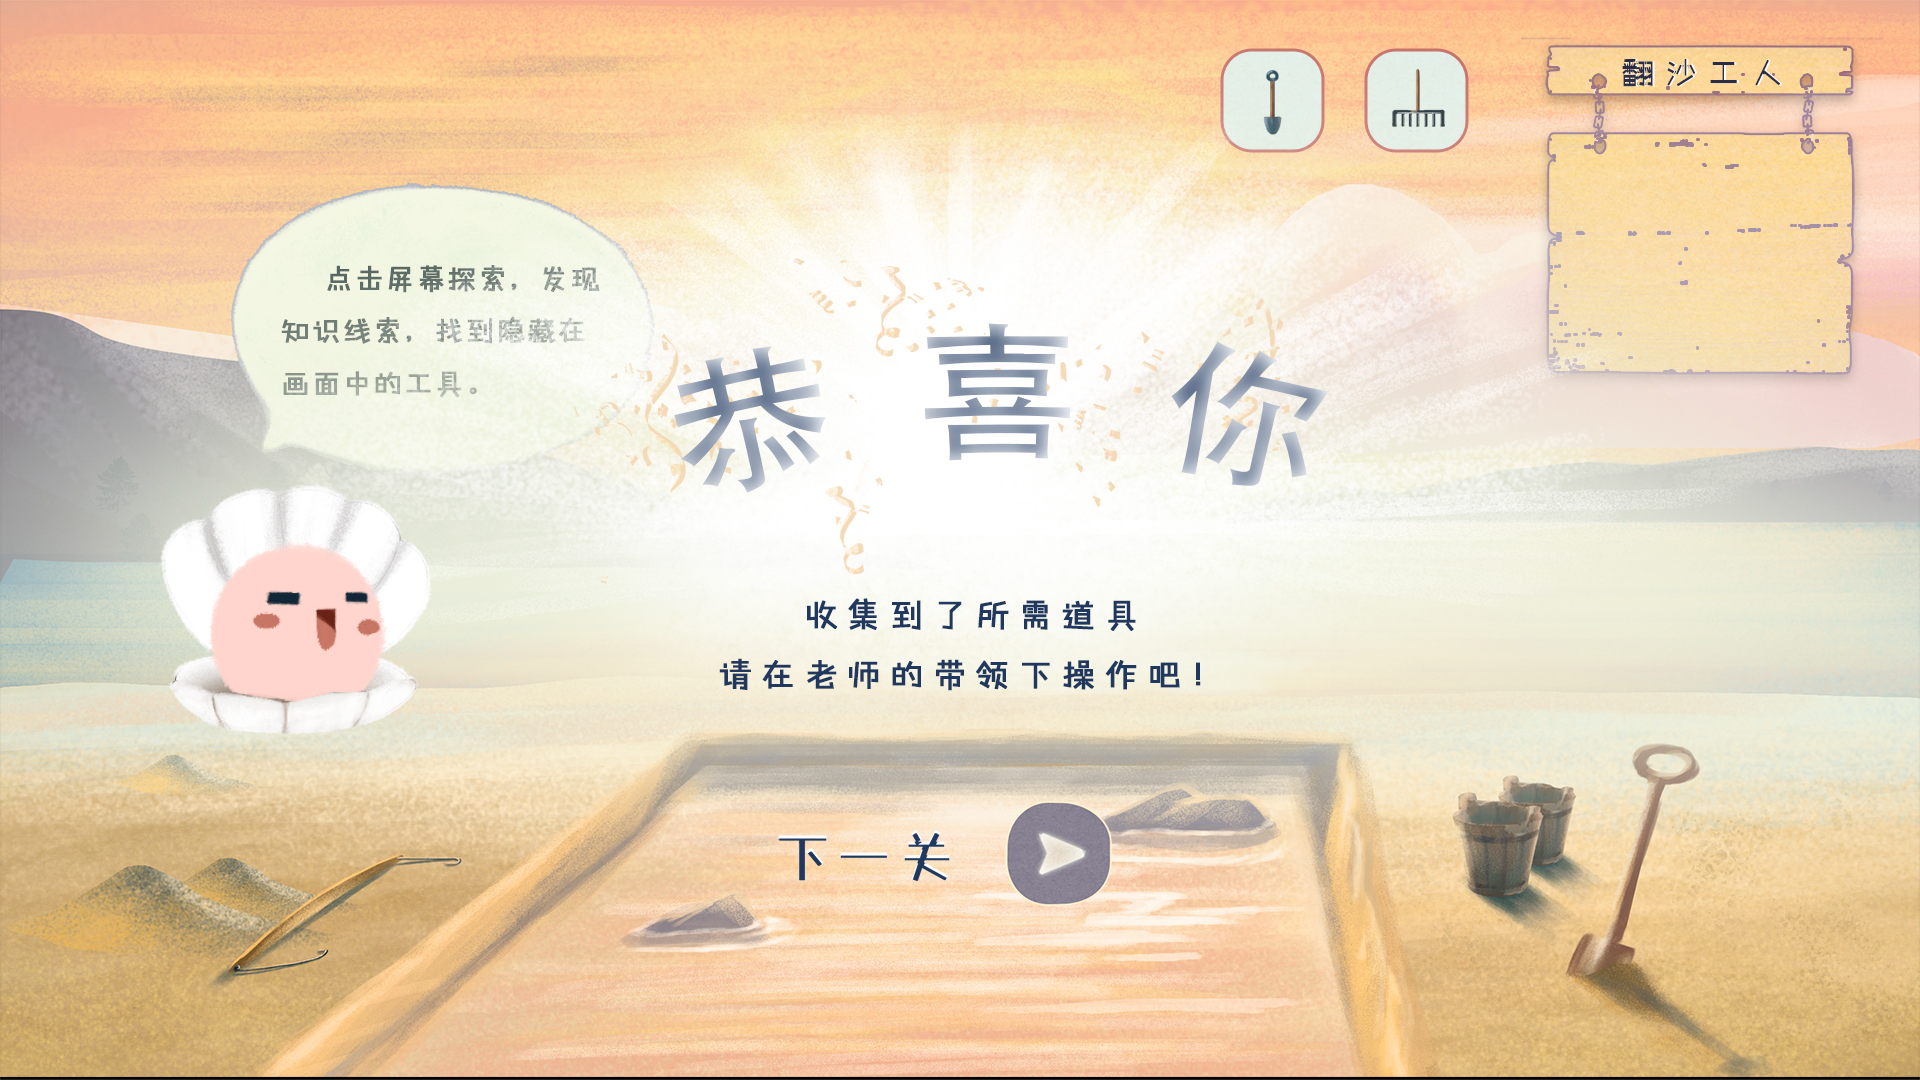 翻沙工人
点击屏幕探索，发现
知识线索，找到隐藏在
画面中的工具。
恭喜你
收集到了所需道具
请在老师的带领下操作吧！
下一关